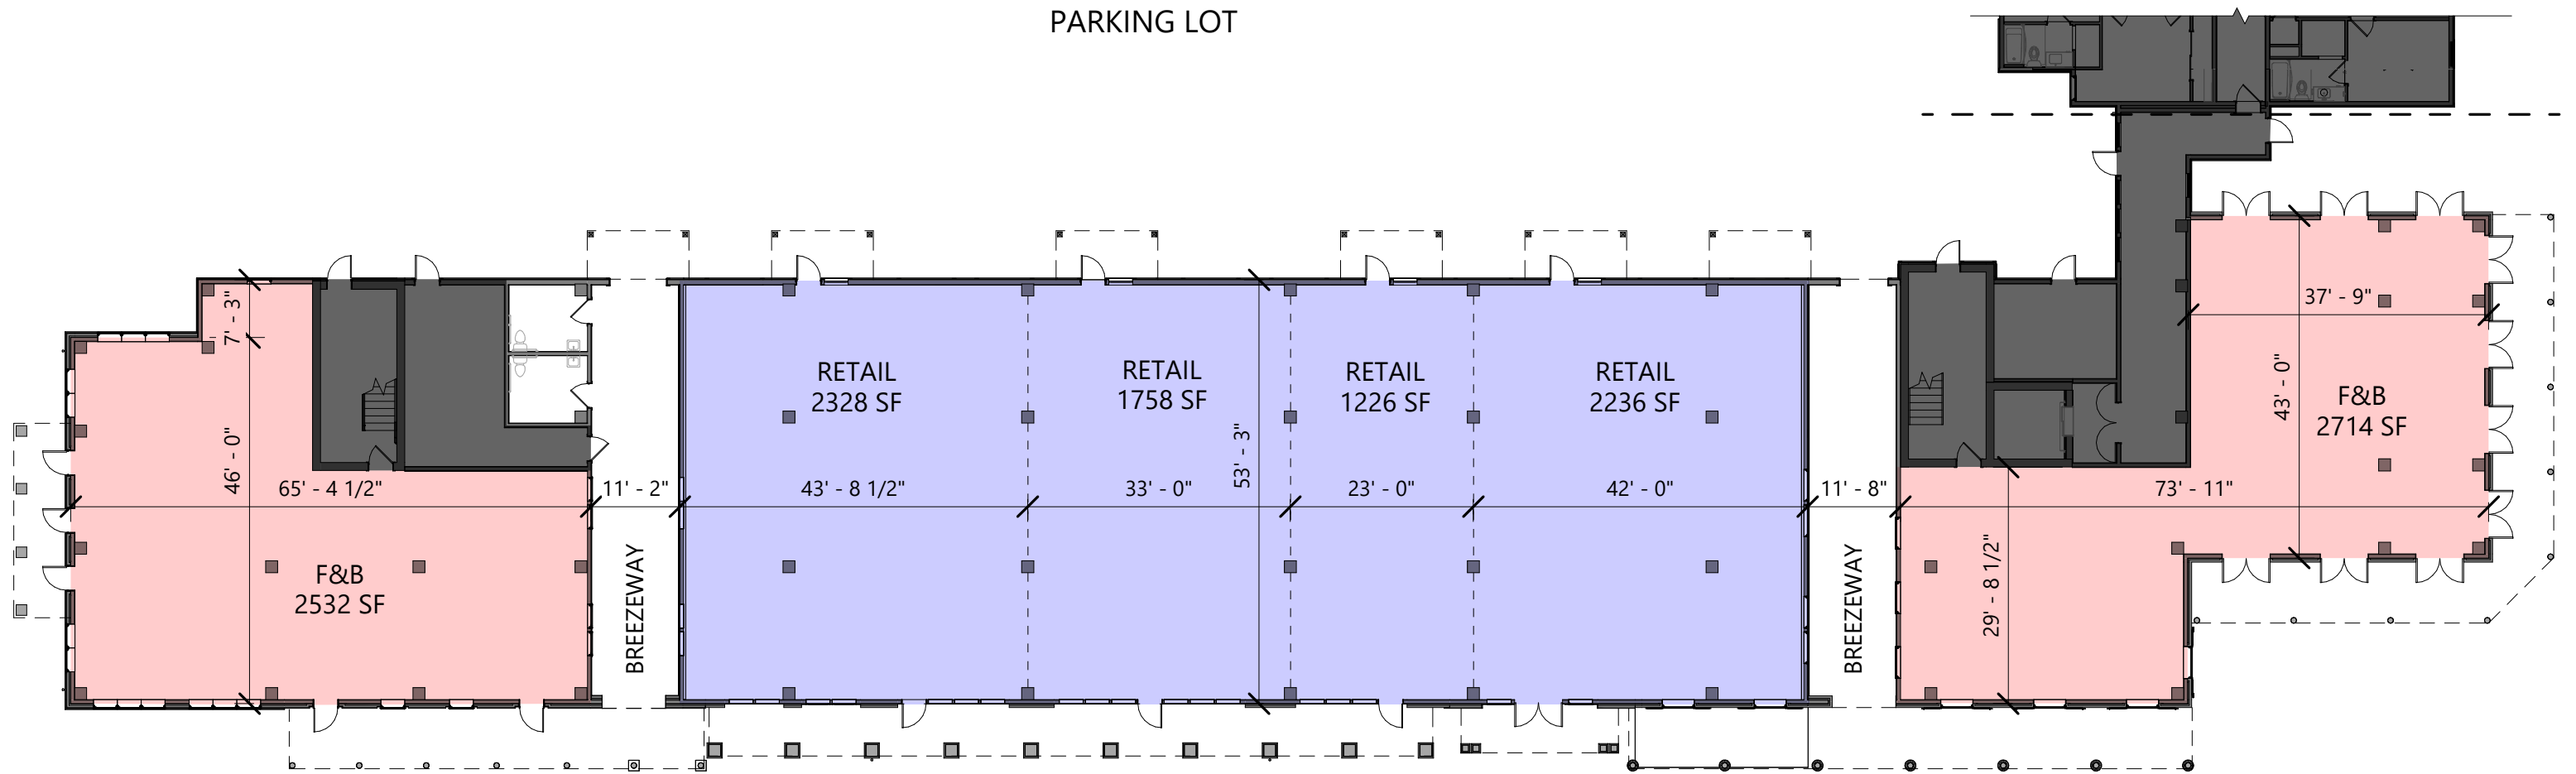 PARKING LOT
7' - 3"
46' - 0"
65' - 4 1/2"
F&B
2532 SF
11' - 2"
BREEZEWAY
RETAIL
2328 SF
43' - 8 1/2"
RETAIL
1758 SF
33' - 0"
53' - 3"
RETAIL
1226 SF
23' - 0"
RETAIL
2236 SF
42' - 0"
11' - 8"
BREEZEWAY
29' - 8 1/2"
73' - 11"
37' - 9"
43' - 0"
F&B
2714 SF